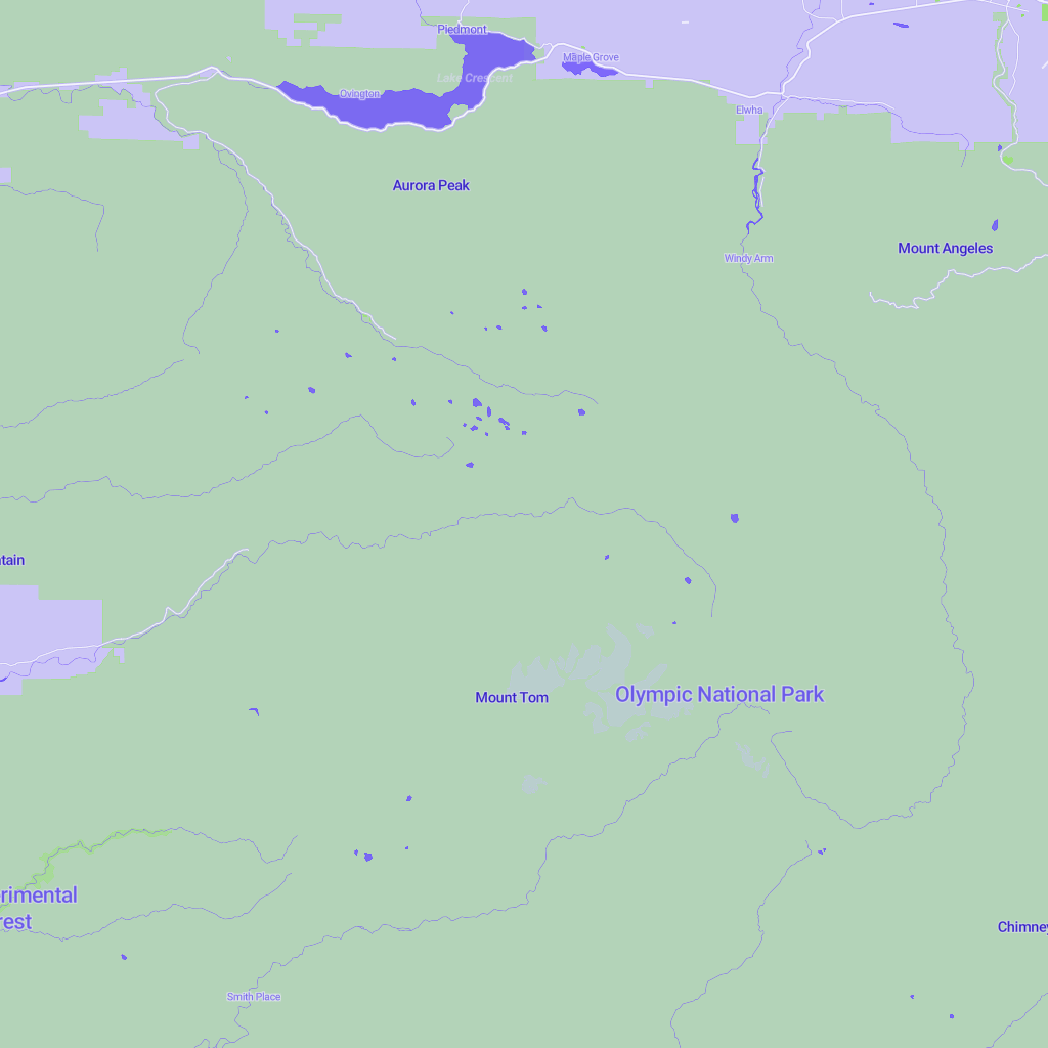 Piedmont
Maple Grove
Lake Crescent
Ovington
Elwha
Aurora Peak
Mount Angeles
Windy Arm
tain
Olympic National Park
Mount Tom
rimental
rest
Chimney
Smith Place